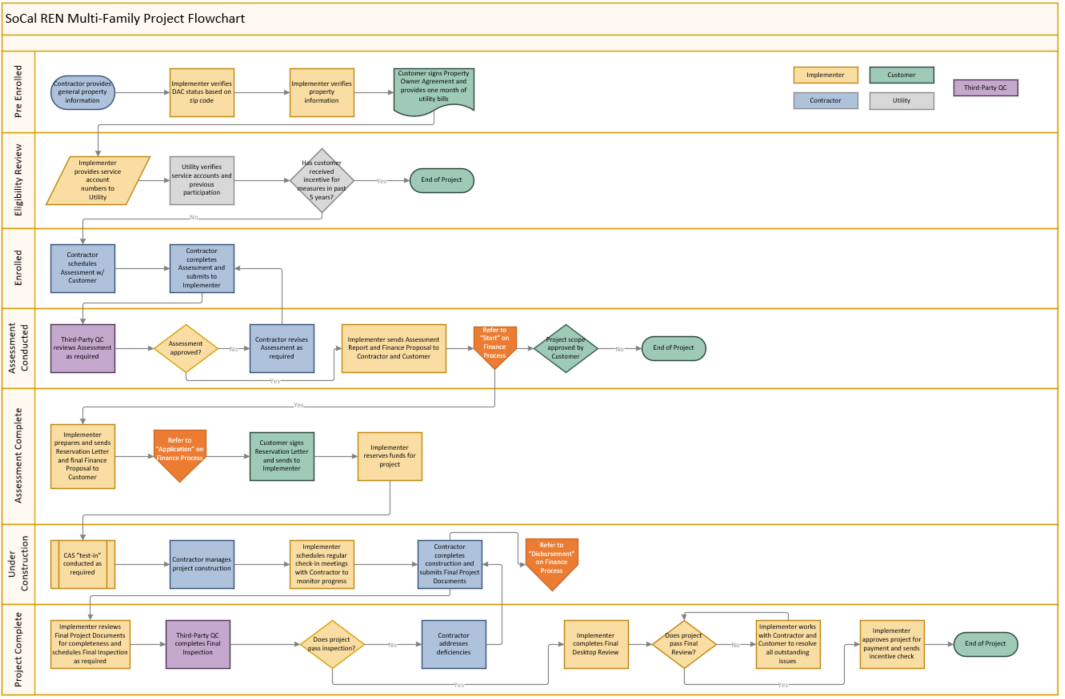 SoCal REN Multi-Family Project Flowchart
Pre Enrolled
Contractor provides
general property
information
Implementer verifies
DAC status based on
zip code
Implementer verifies
property
information
Customer signs Property
Owner Agreement and
provides one month of
utility bills
Implementer
Customer
Contractor
Utility
Third-Party QC
Eligibility Review
Implementer
provides service
account
numbers to
Utility
Utility verifies
service accounts and
previous
participation
Has customer
received
incentive for
measures in past
5 years?
Yes
End of Project
No
Enrolled
Contractor
schedules
Assessment w/
Customer
Contractor
completes
Assessment and
submits to
Implementer
Assessment
Conducted
Third-Party QC
reviews Assessment
as required
Assessment
approved?
No
Contractor revises
Assessment as
required
Yes
Implementer sends Assessment
Report and Finance Proposal to
Contractor and Customer
Refer to
"Start" on
Finance
Process
Project scope
approved by
Customer
No
End of Project
Yes
Assessment Complete
Implementer
prepares and sends
Reservation Letter
and final Finance
Proposal to
Customer
Refer to
"Application" on
Finance Process
Customer signs
Reservation Letter
and sends to
Implementer
Implementer
reserves funds for
project
Under
Construction
CAS "test-in"
conducted as
required
Contractor manages
project construction
Implementer
schedules regular
check-in meetings
with Contractor to
monitor progress
Contractor
completes
construction and
submits Final Project
Documents
Refer to
"Disbursement"
on Finance
Process
Project Complete
Implementer reviews
Final Project Documents
for completeness and
schedules Final Inspection
as required
Third-Party QC
completes Final
Inspection
Does project
pass inspection?
No
Contractor
addresses
deficiencies
Yes
Implementer
completes Final
Desktop Review
Does project
pass Final
Review?
No
Implementer works
with Contractor and
Customer to resolve
all outstanding
issues
Yes
Implementer
approves project for
payment and sends
incentive check
End of Project